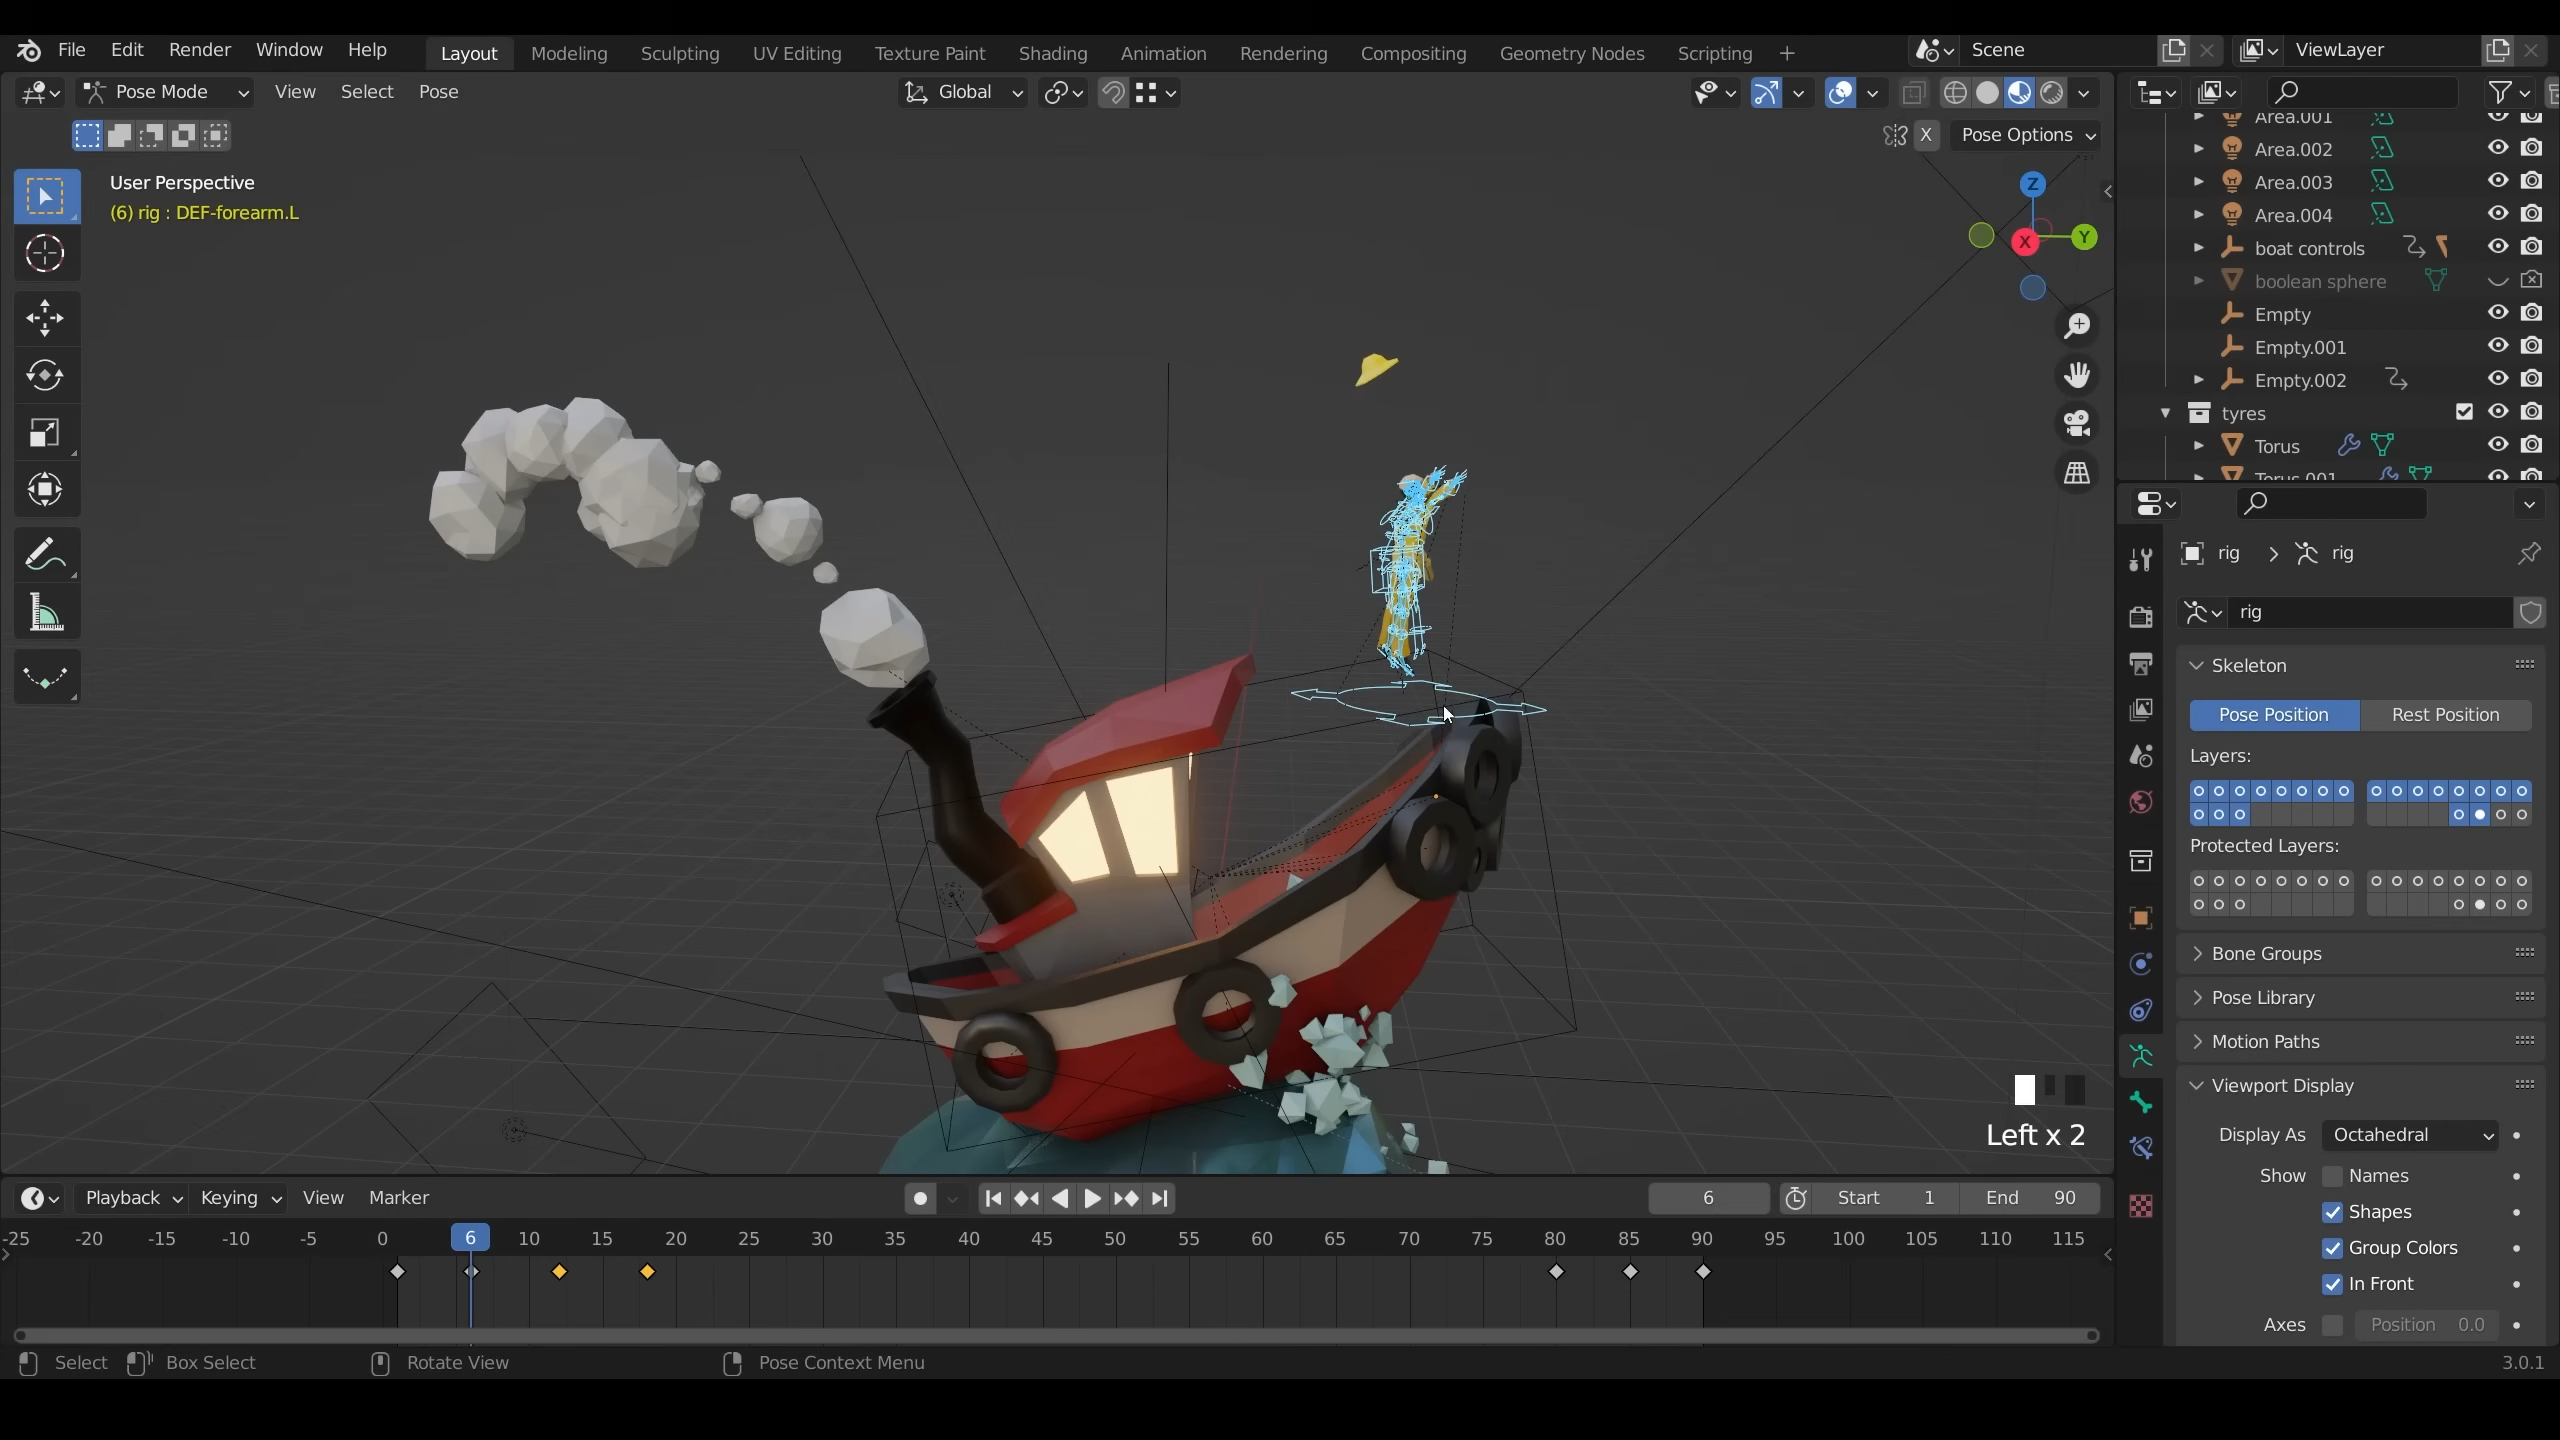 File Edit Render Window Help Layout Modeling Sculpting UV Editing Texture Paint Shading Animation Rendering Compositing Geometry Nodes Scripting + Scene ViewLayer
Pose Mode View Select Pose Global
X Pose Options
User Perspective
(6) rig : DEF-forearm.L
Z
X
Y
Area.001
Area.002
Area.003
Area.004
boat controls
boolean sphere
Empty
Empty.001
Empty.002
tyres
Torus
Torus.001
rig > rig
rig
Skeleton
Pose Position Rest Position
Layers:
Protected Layers:
Bone Groups
Pose Library
Motion Paths
Viewport Display
Display As Octahedral
Show Names
Shapes
Group Colors
In Front
Axes Position 0.0
Left x 2
Playback Keying View Marker 6 Start 1 End 90
-25 -20 -15 -10 -5 0 6 10 15 20 25 30 35 40 45 50 55 60 65 70 75 80 85 90 95 100 105 110 115
Select Box Select Rotate View Pose Context Menu 3.0.1